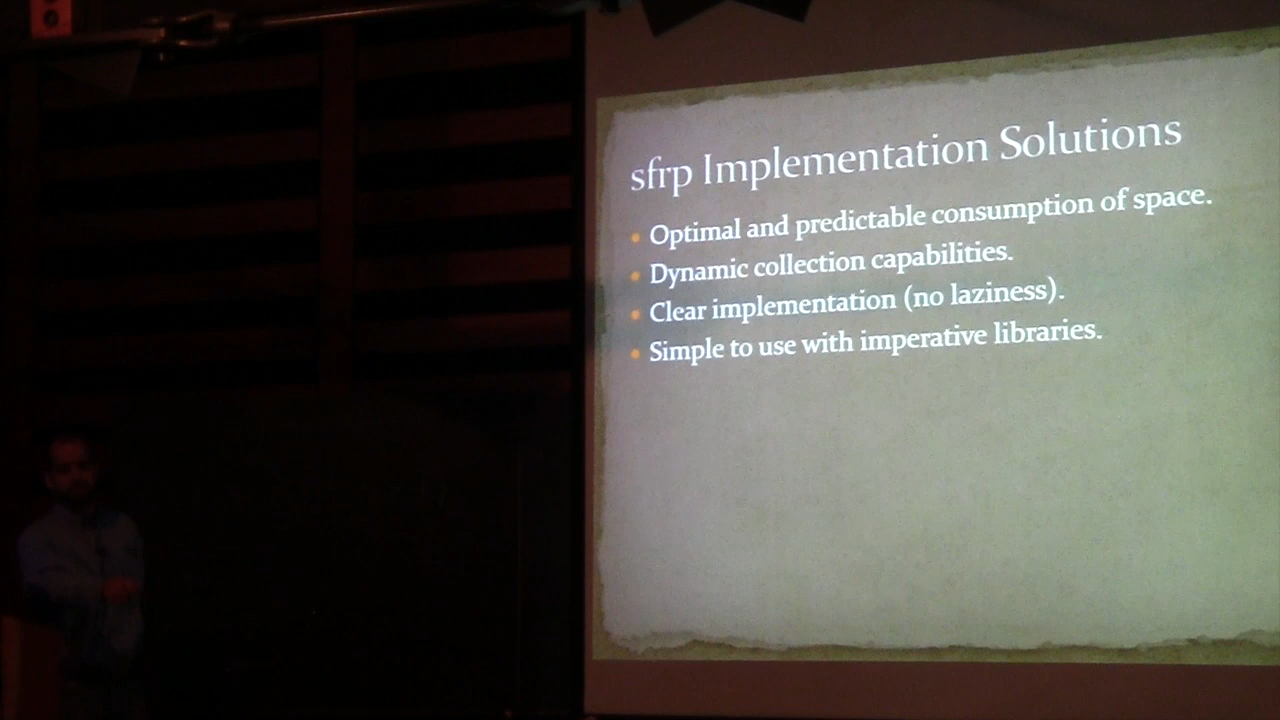 sfrp Implementation Solutions
• Optimal and predictable consumption of space.
• Dynamic collection capabilities.
• Clear implementation (no laziness).
• Simple to use with imperative libraries.